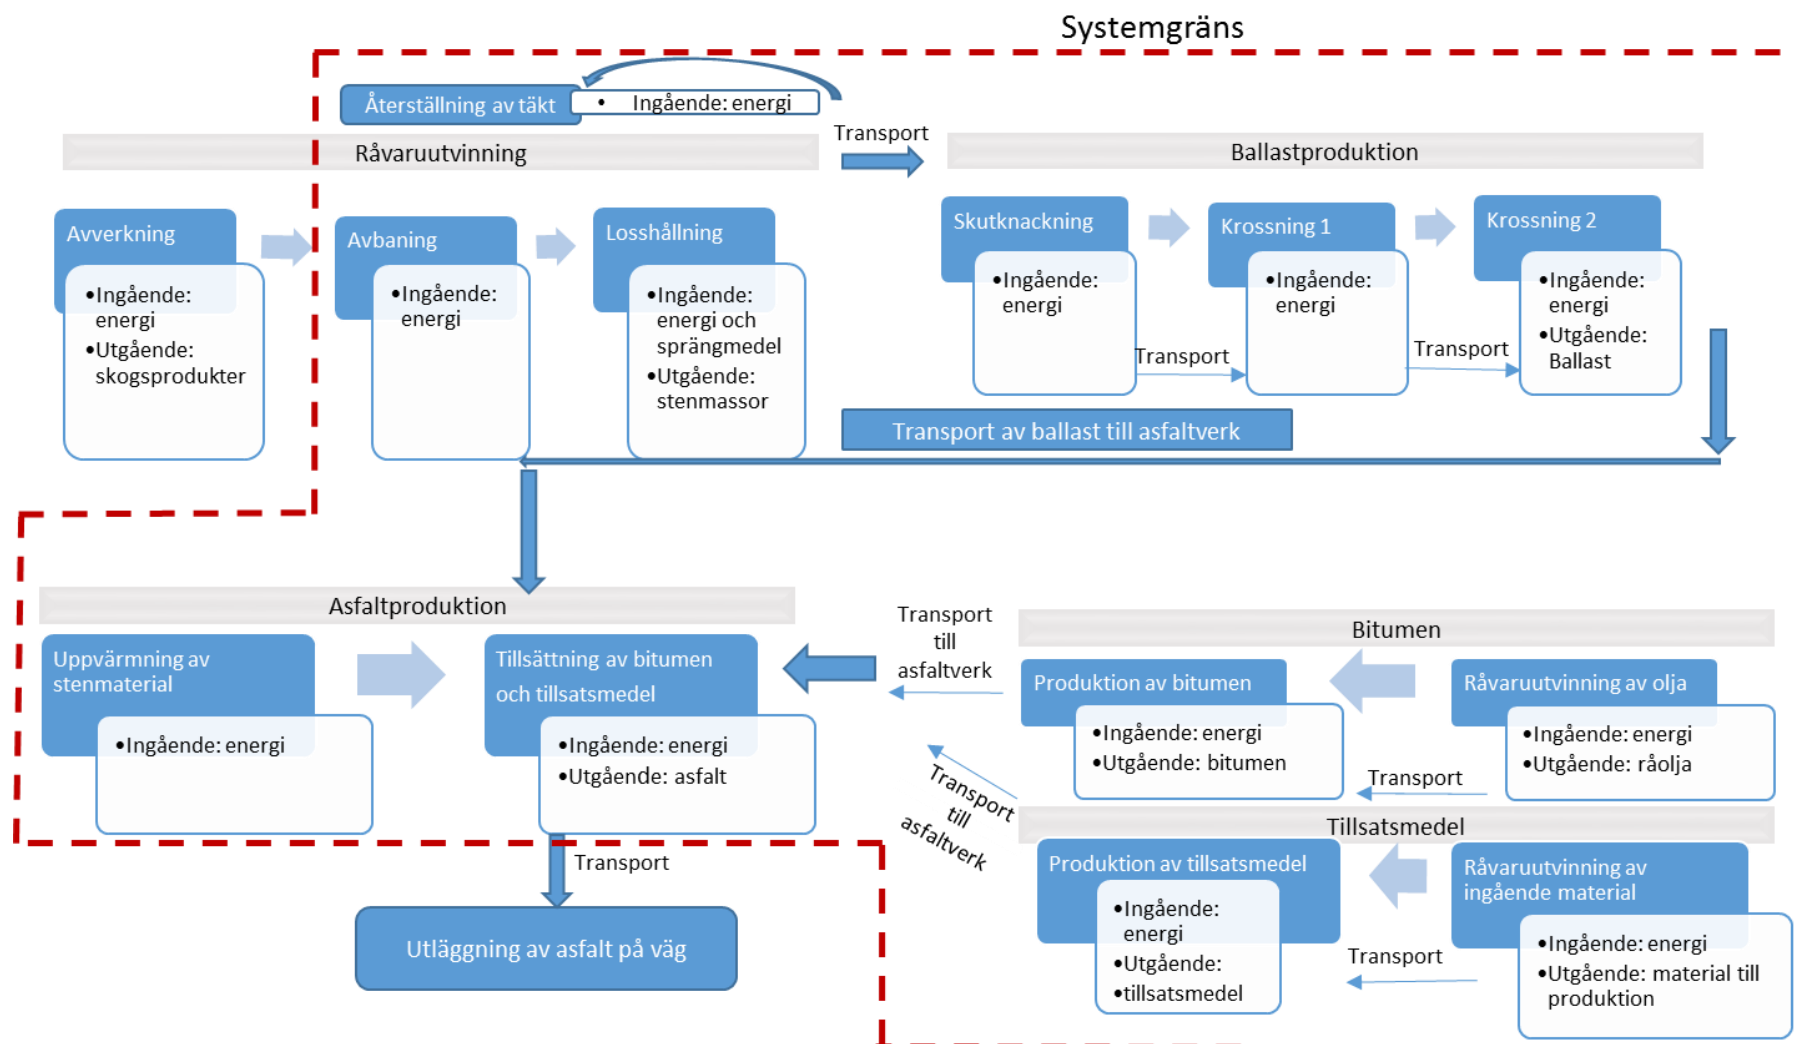 Systemgräns
Återställning av täkt
• Ingående: energi
Råvaruutvinning
Transport
Ballastproduktion
Avverkning
•Ingående:
energi
•Utgående:
skogsprodukter
Avbaning
•Ingående:
energi
Losshållning
•Ingående:
energi och
sprängmedel
•Utgående:
stenmassor
Skutknackning
•Ingående:
energi
Transport
Krossning 1
•Ingående:
energi
Transport
Krossning 2
•Ingående:
energi
•Utgående:
Ballast
Transport av ballast till asfaltverk
Asfaltproduktion
Uppvärmning av
stenmaterial
•Ingående: energi
Tillsättning av bitumen
och tillsatsmedel
•Ingående: energi
•Utgående: asfalt
Transport
till
asfaltverk
Bitumen
Produktion av bitumen
•Ingående: energi
•Utgående: bitumen
Råvaruutvinning av olja
•Ingående: energi
•Utgående: råolja
Transport
Transport
till
asfaltverk
Tillsatsmedel
Produktion av tillsatsmedel
•Ingående:
energi
•Utgående:
•tillsatsmedel
Råvaruutvinning av
ingående material
•Ingående: energi
•Utgående: material till
produktion
Transport
Transport
Utläggning av asfalt på väg